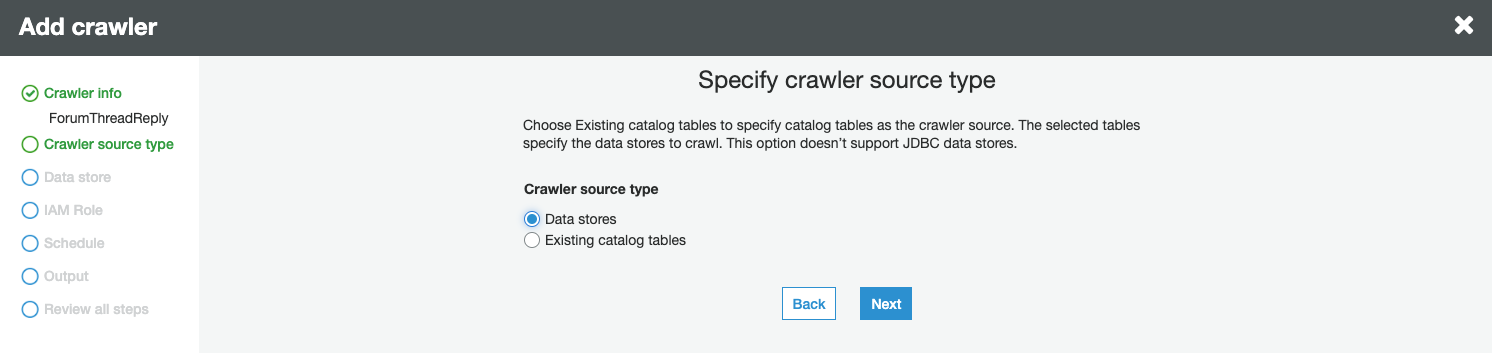 Add crawler
Crawler info
ForumThreadReply
Crawler source type
Data store
IAM Role
Schedule
Output
Review all steps
Specify crawler source type
Choose Existing catalog tables to specify catalog tables as the crawler source. The selected tables
specify the data stores to crawl. This option doesn't support JDBC data stores.
Crawler source type
Data stores
Existing catalog tables
Back
Next